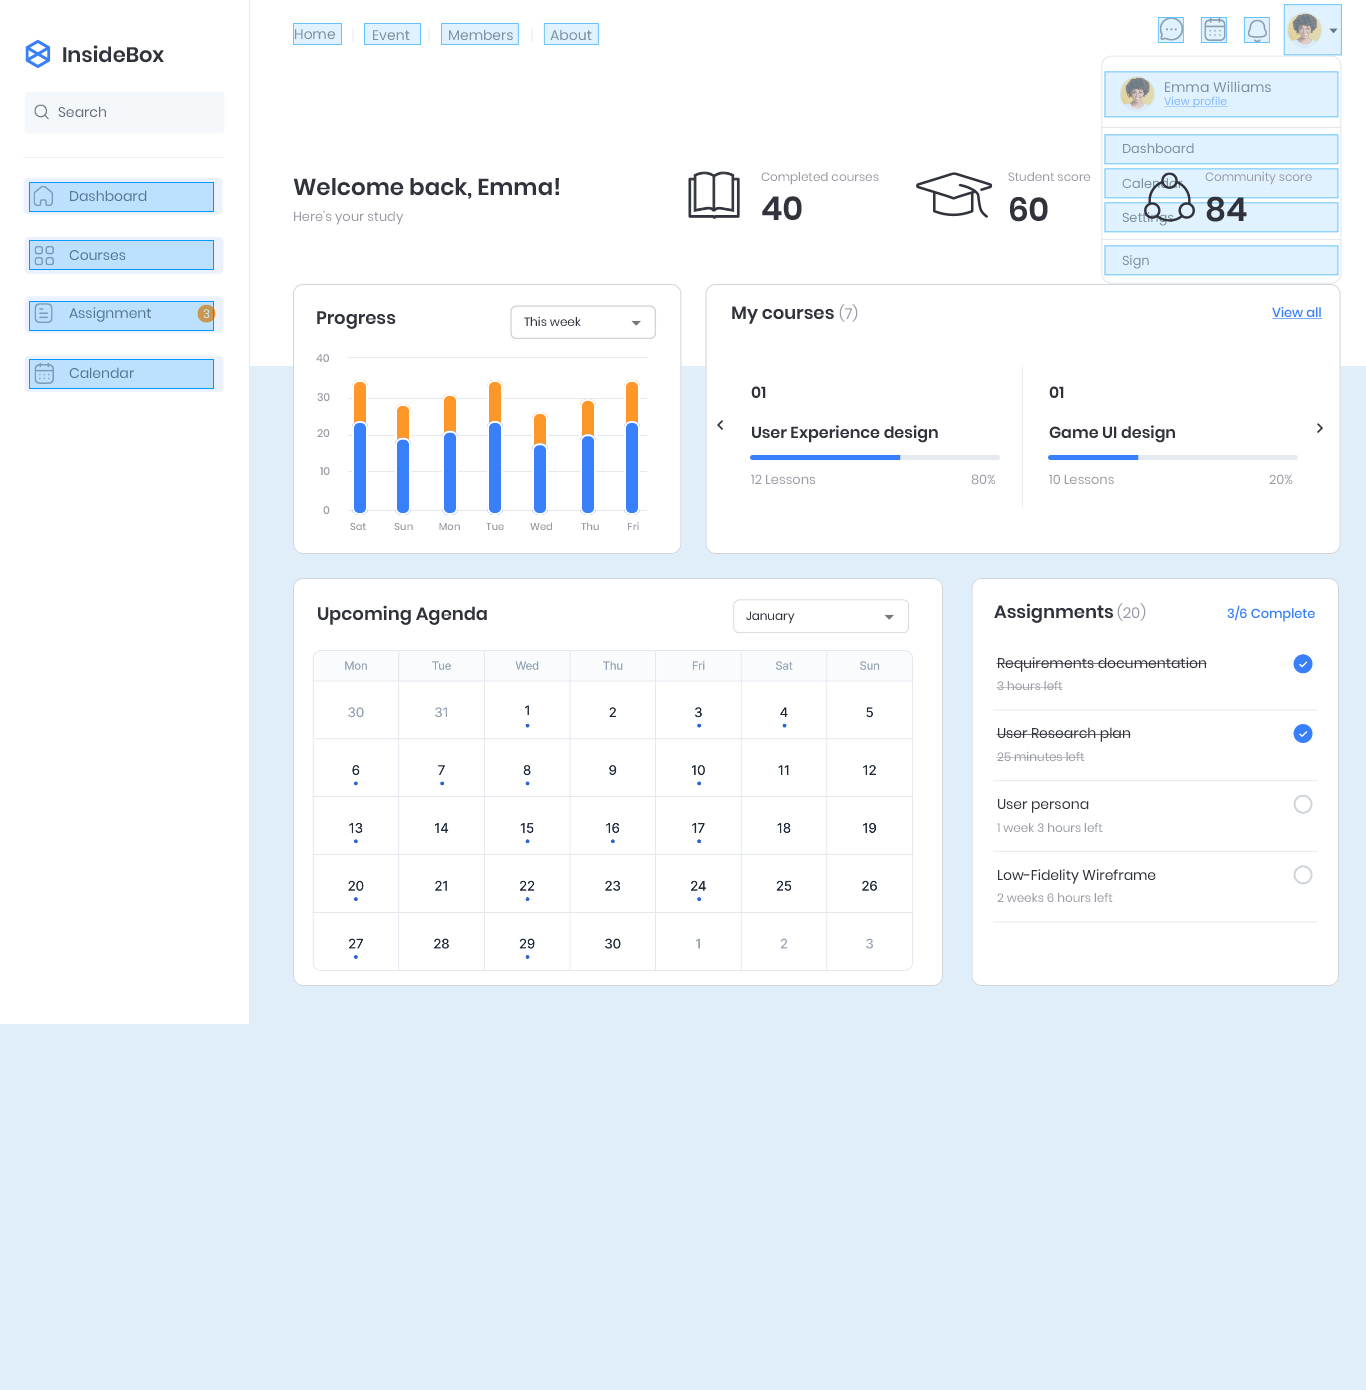 InsideBox
Search
Dashboard
Courses
Assignment 3
Calendar
Home Event Members About
Emma Williams
View profile
Dashboard
Calendar
Settings
Sign
Welcome back, Emma!
Here's your study
Completed courses
40
Student score
60
Community score
84
Progress
This week
40
30
20
10
0
Sat Sun Mon Tue Wed Thu Fri
My courses (7)
View all
01
User Experience design
12 Lessons 80%
01
Game UI design
10 Lessons 20%
Upcoming Agenda
January
Mon Tue Wed Thu Fri Sat Sun
30 31 1 2 3 4 5
6 7 8 9 10 11 12
13 14 15 16 17 18 19
20 21 22 23 24 25 26
27 28 29 30 1 2 3
Assignments (20)
3/6 Complete
Requirements documentation
3 hours left
User Research plan
25 minutes left
User persona
1 week 3 hours left
Low-Fidelity Wireframe
2 weeks 6 hours left